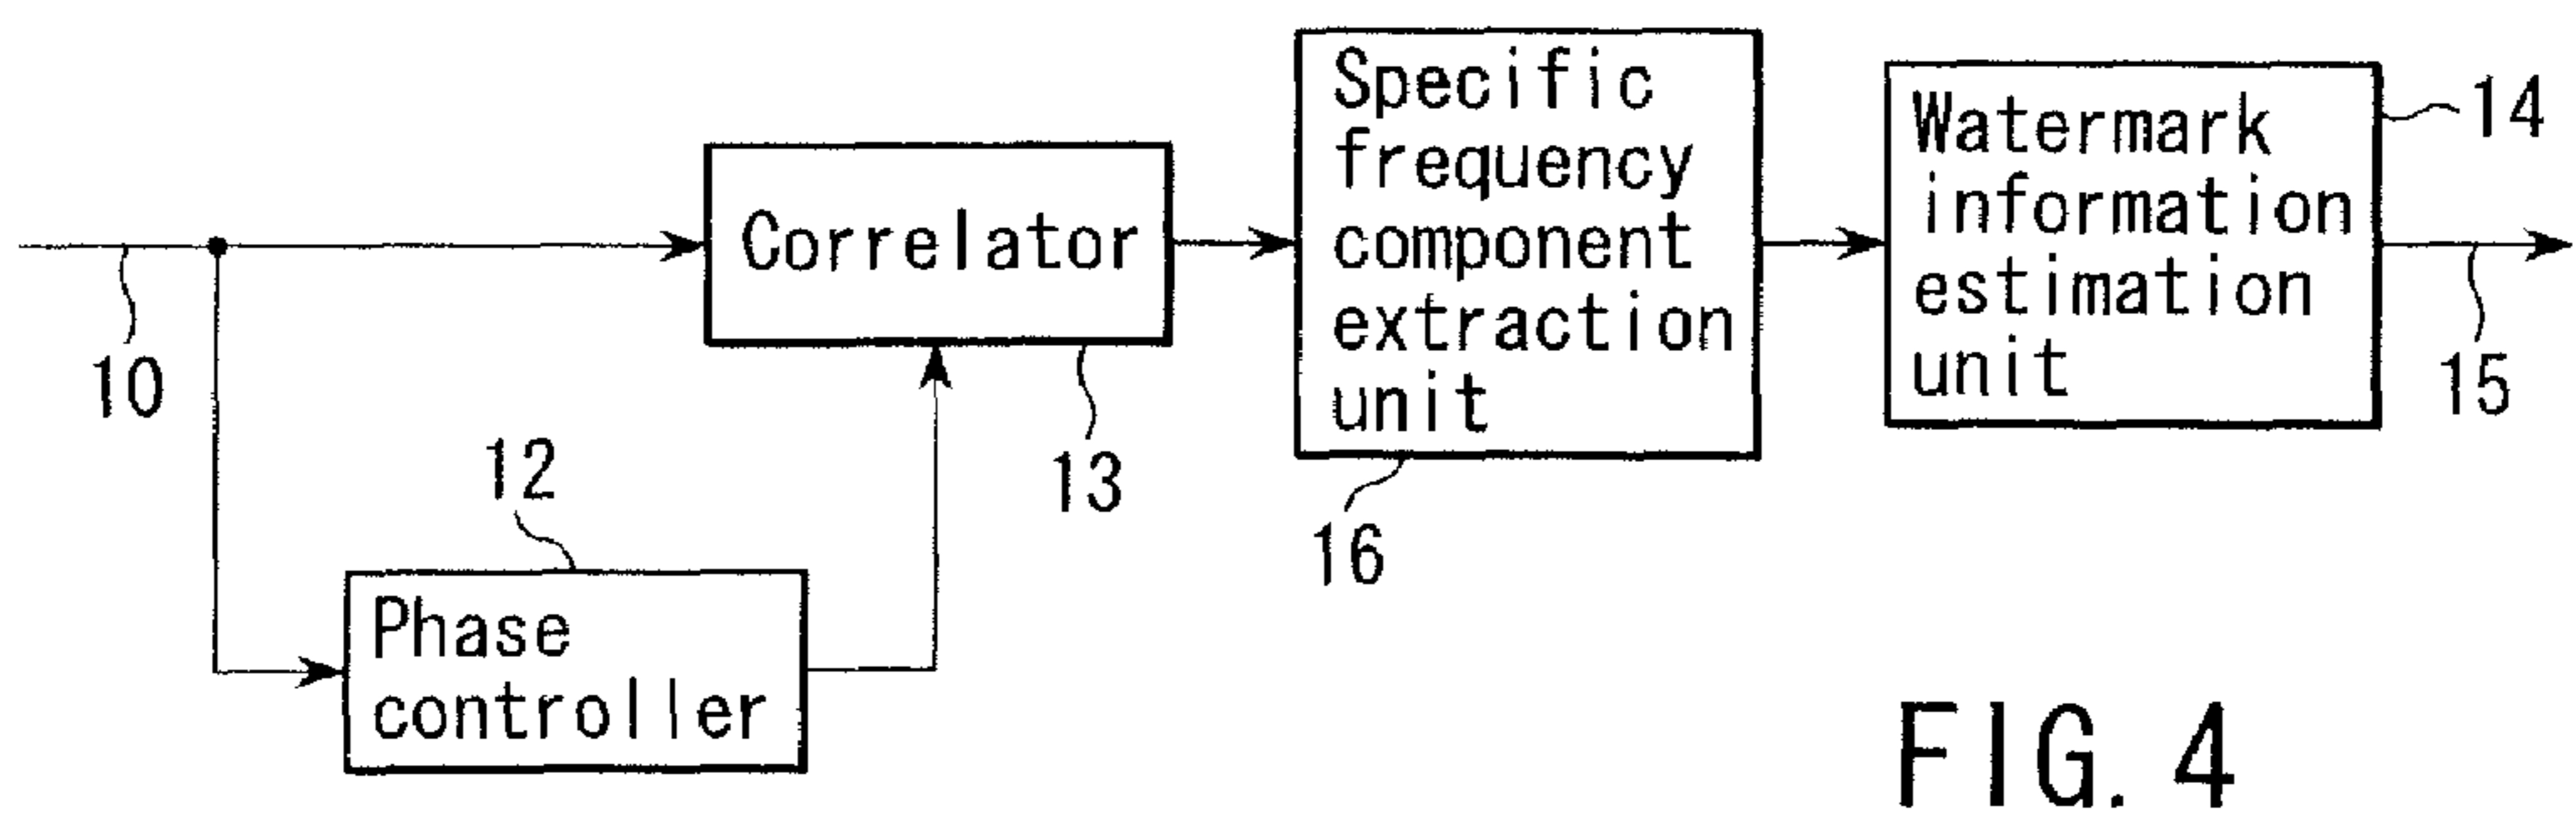 Specific
frequency
component
extraction
unit
Watermark
information
estimation
unit
14
Correlator
10
15
12
13
16
Phase
controller
FIG. 4